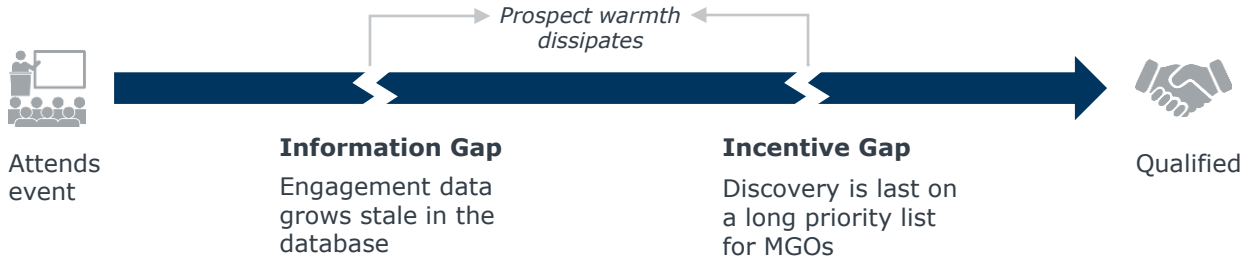 Prospect warmth
dissipates
Attends
event
Information Gap
Engagement data
grows stale in the
database
Incentive Gap
Discovery is last on
a long priority list
for MGOs
Qualified